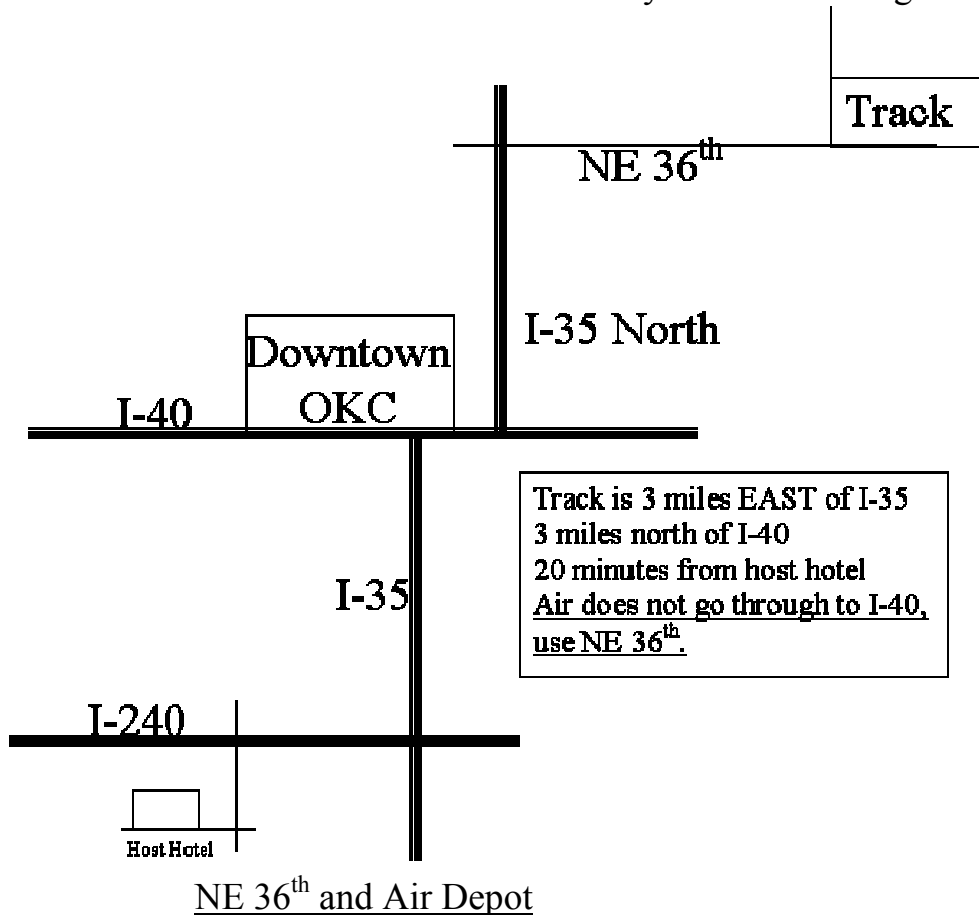 Track
NE 36th
I-35 North
Downtown
OKC
I-40
Track is 3 miles EAST of I-35
3 miles north of I-40
20 minutes from host hotel
Air does not go through to I-40,
use NE 36th.
I-35
I-240
Host Hotel
NE 36th and Air Depot